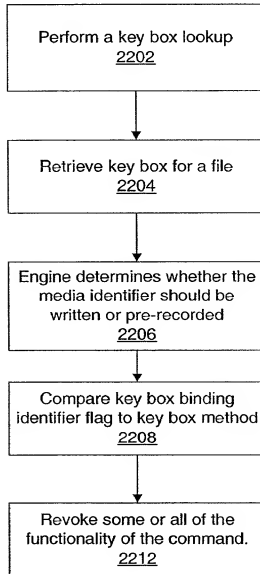 Perform a key box lookup
2202
Retrieve key box for a file
2204
Engine determines whether the
media identifier should be
written or pre-recorded
2206
Compare key box binding
identifier flag to key box method
2208
Revoke some or all of the
functionality of the command.
2212